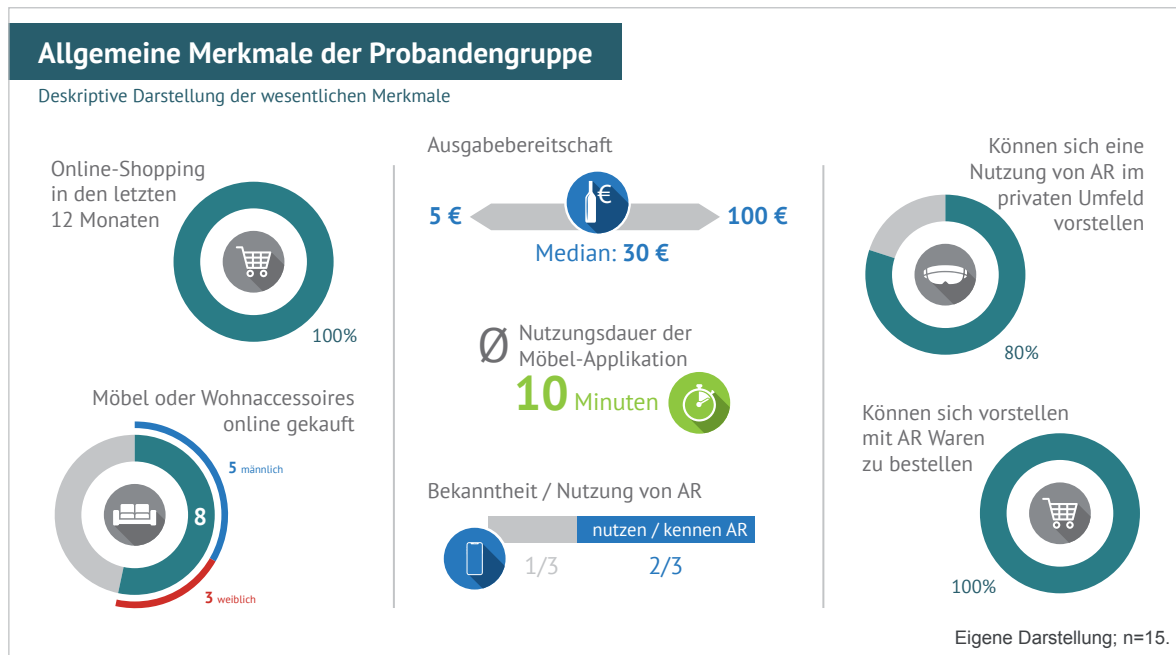 Allgemeine Merkmale der Probandengruppe
Deskriptive Darstellung der wesentlichen Merkmale
Online-Shopping
in den letzten
12 Monaten
100%
Möbel oder Wohnaccessoires
online gekauft
5 männlich
8
3 weiblich
Ausgabebereitschaft
€
5 €
100 €
Median: 30 €
Ø Nutzungsdauer der
Möbel-Applikation
10 Minuten
Bekanntheit / Nutzung von AR
nutzen / kennen AR
1/3
2/3
Können sich eine
Nutzung von AR im
privaten Umfeld
vorstellen
80%
Können sich vorstellen
mit AR Waren
zu bestellen
100%
Eigene Darstellung; n=15.